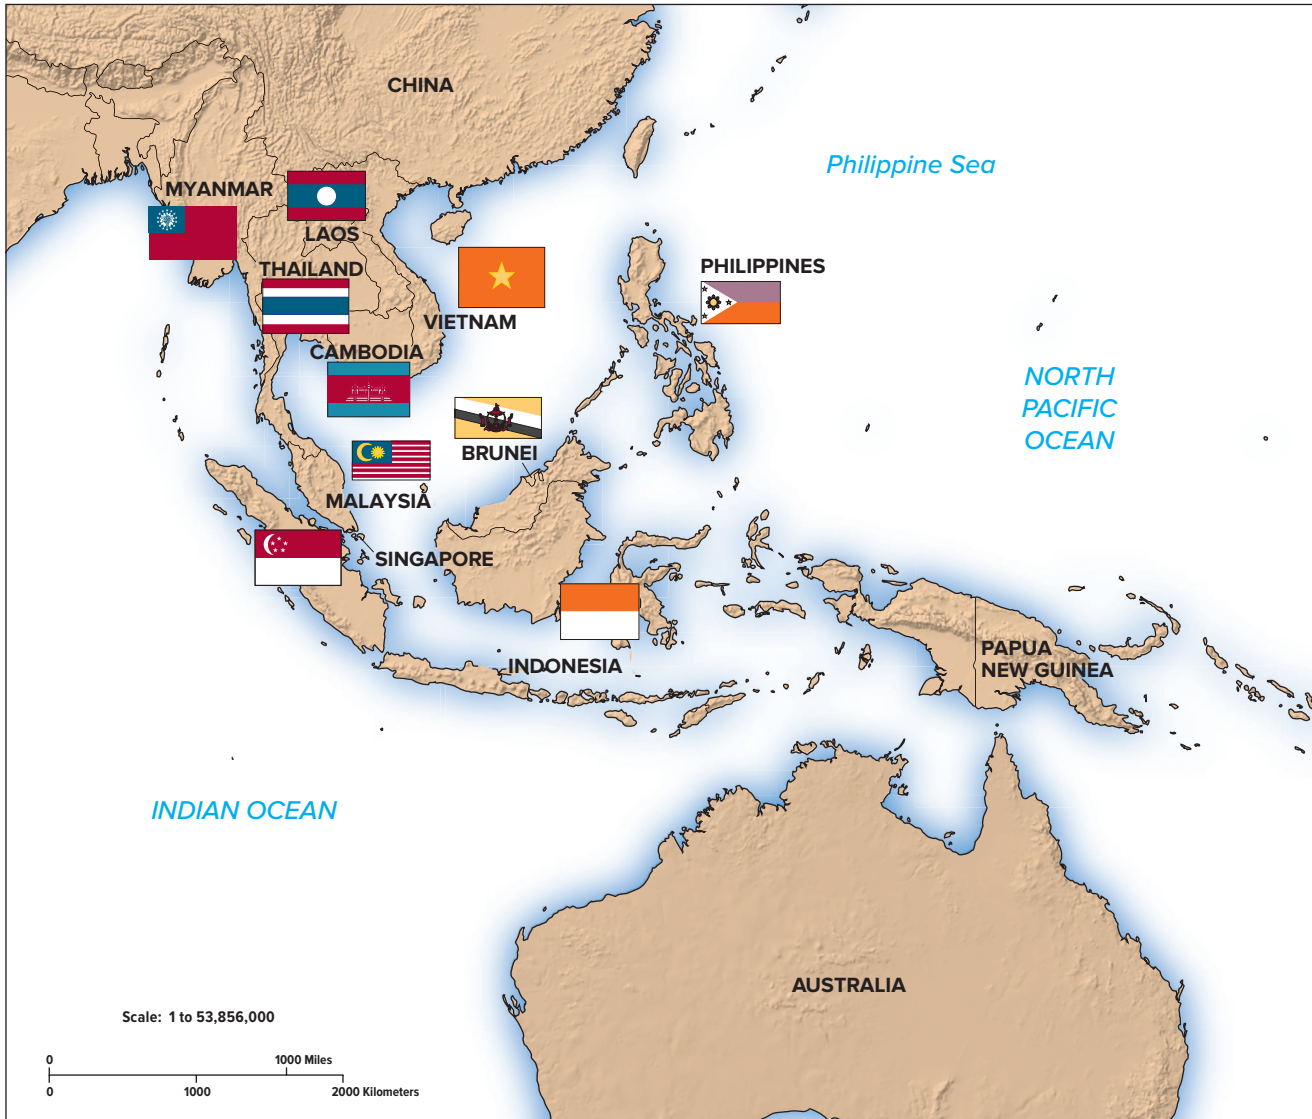 CHINA
Philippine Sea
MYANMAR
LAOS
THAILAND
PHILIPPINES
VIETNAM
CAMBODIA
NORTH
PACIFIC
OCEAN
BRUNEI
MALAYSIA
SINGAPORE
INDONESIA
PAPUA
NEW GUINEA
INDIAN OCEAN
AUSTRALIA
Scale: 1 to 53,856,000
0 1000 Miles
0 1000 2000 Kilometers